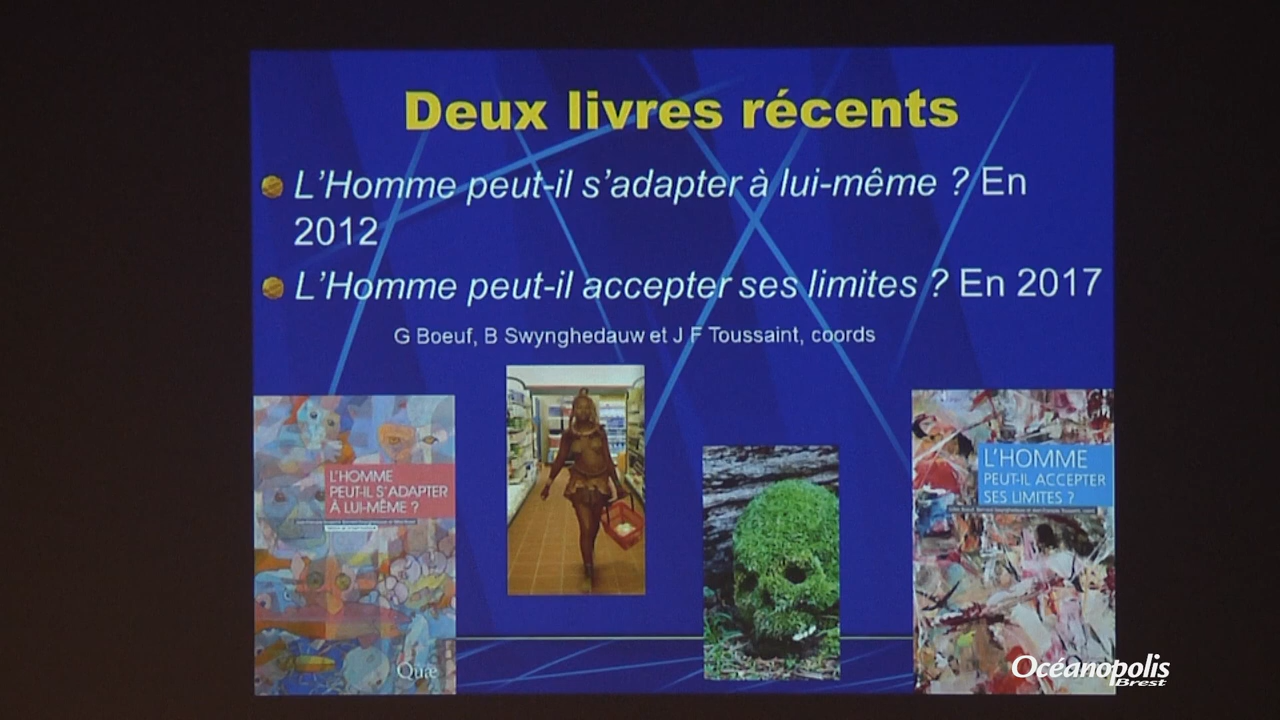 Deux livres récents
L'Homme peut-il s'adapter à lui-même ? En
2012
L'Homme peut-il accepter ses limites ? En 2017
G Boeuf, B Swynghedauw et J F Toussaint, coords
L'HOMME
PEUT-IL S'ADAPTER
À LUI-MÊME ?
Quæ
L'HOMME
PEUT-IL ACCEPTER
SES LIMITES ?
Océanopolis
Brest